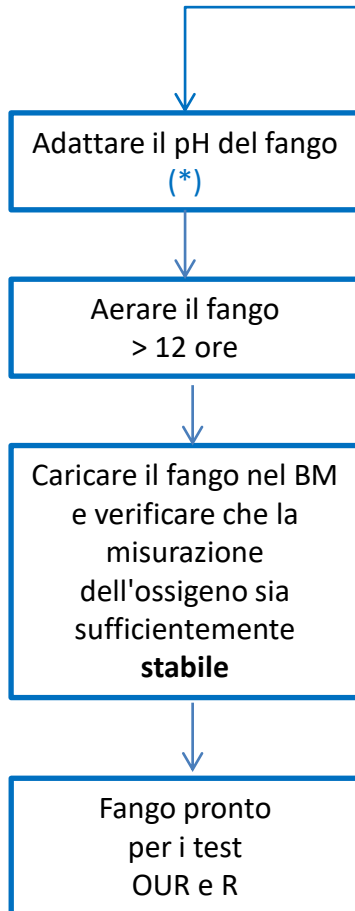 Adattare il pH del fango
(*)
Aerare il fango
> 12 ore
Caricare il fango nel BM
e verificare che la
misurazione
dell'ossigeno sia
sufficientemente
stabile
Fango pronto
per i test
OUR e R